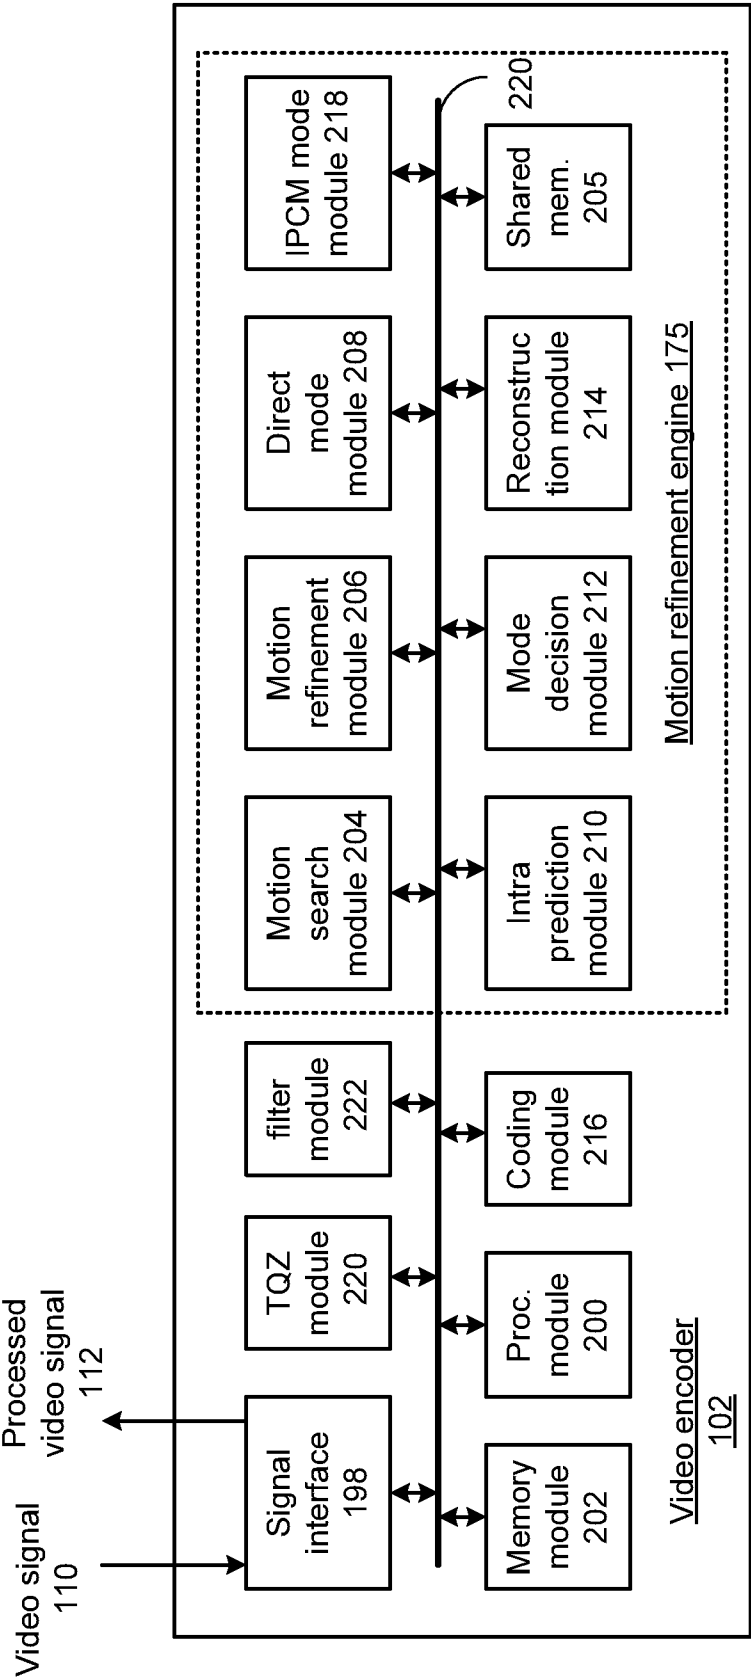 Video signal
110
Processed
video signal
112
Signal
interface
198
TQZ
module
220
filter
module
222
Motion
search
module 204
Motion
refinement
module 206
Direct
mode
module 208
IPCM mode
module 218
220
Memory
module
202
Proc.
module
200
Coding
module
216
Intra
prediction
module 210
Mode
decision
module 212
Reconstruc
tion module
214
Shared
mem.
205
Video encoder
102
Motion refinement engine 175